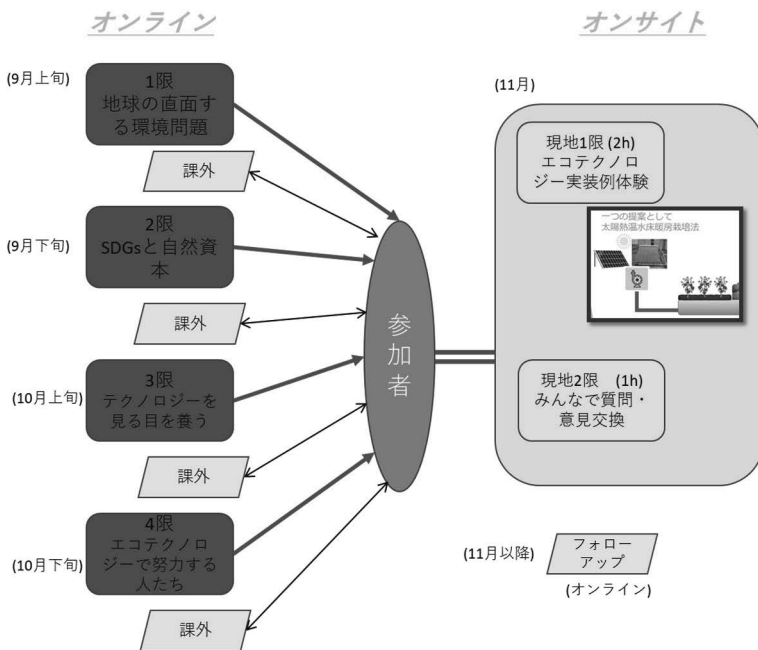 オンライン
オンサイト
(9月上旬)
1限
地球の直面す
る環境問題
課外
(9月下旬)
2限
SDGsと自然資
本
課外
(10月上旬)
3限
テクノロジーを
見る目を養う
課外
(10月下旬)
4限
エコテクノロ
ジーで努力する
人たち
課外
参
加
者
(11月)
現地1限 (2h)
エコテクノロ
ジー実装例体験
一つの提案として
太陽熱温水床暖房栽培法
現地2限 (1h)
みんなで質問・
意見交換
(11月以降)
フォロー
アップ
(オンライン)